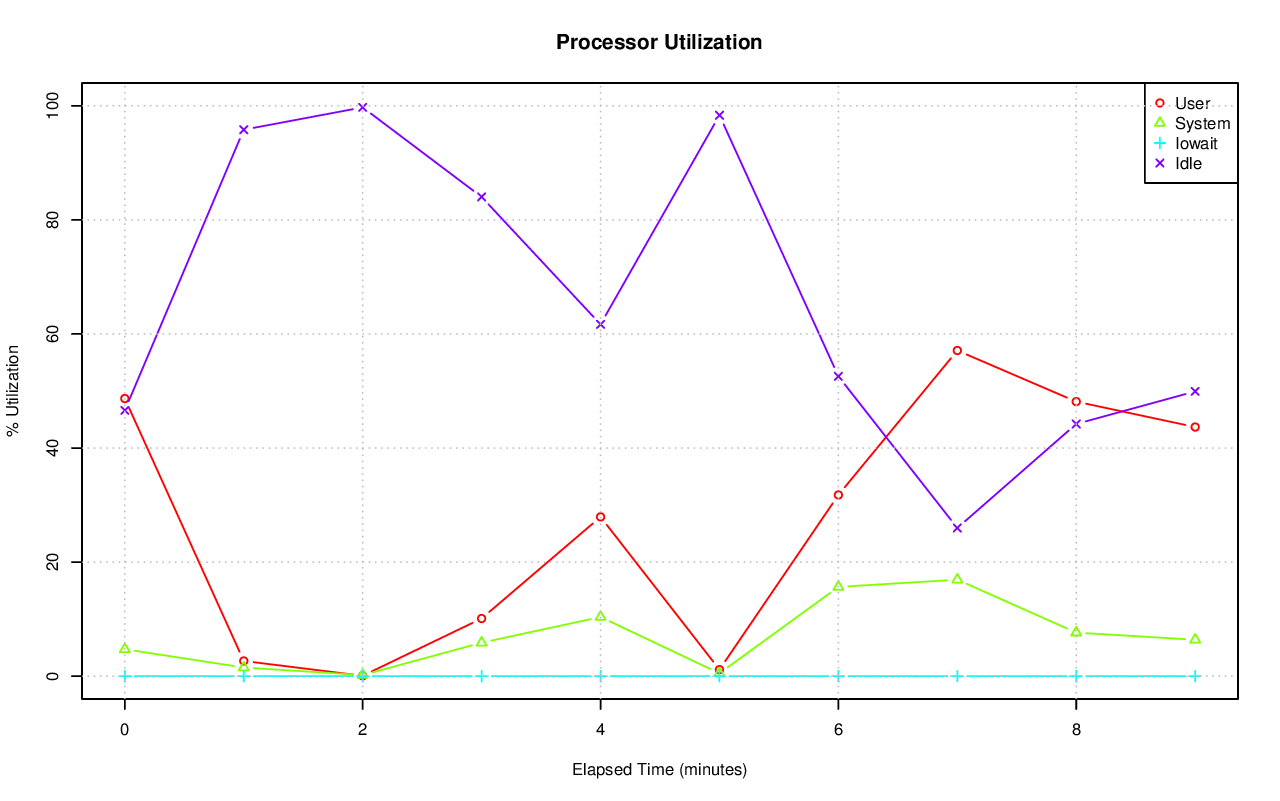 Processor Utilization
User
System
Iowait
Idle
% Utilization
100
80
60
40
20
0
0 2 4 6 8
Elapsed Time (minutes)